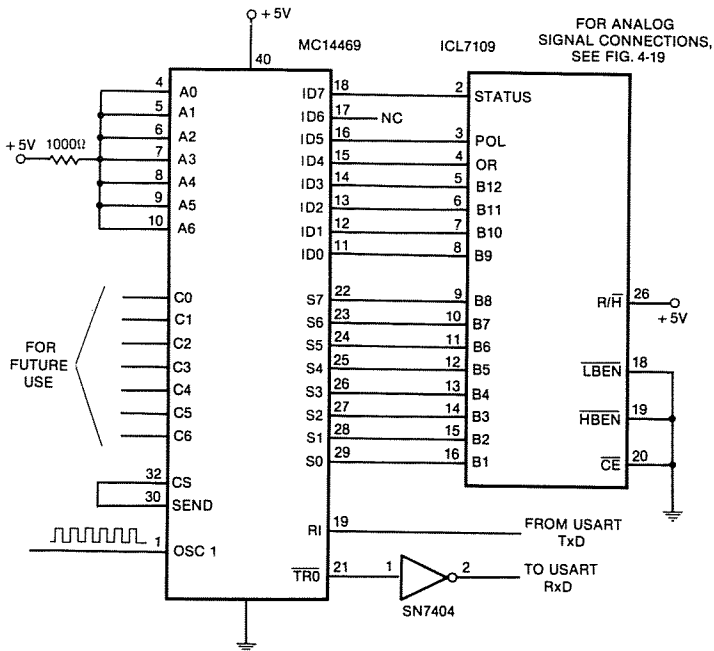 +5V
40
MC14469
ICL7109
FOR ANALOG
SIGNAL CONNECTIONS,
SEE FIG. 4-19
4 A0
5 A1
6 A2
+5V 1000Ω 7 A3
8 A4
9 A5
10 A6
C0
C1
C2
C3
C4
C5
C6
FOR
FUTURE
USE
32 CS
30 SEND
1 OSC 1
ID7 18 2 STATUS
ID6 17 NC
ID5 16 3 POL
ID4 15 4 OR
ID3 14 5 B12
ID2 13 6 B11
ID1 12 7 B10
ID0 11 8 B9
S7 22 9 B8
S6 23 10 B7
S5 24 11 B6
S4 25 12 B5
S3 26 13 B4
S2 27 14 B3
S1 28 15 B2
S0 29 16 B1
R/H̅ 26
+5V
L̅B̅E̅N̅ 18
H̅B̅E̅N̅ 19
C̅E̅ 20
RI 19
FROM USART
TxD
T̅R̅0̅ 21 1 2
SN7404
TO USART
RxD